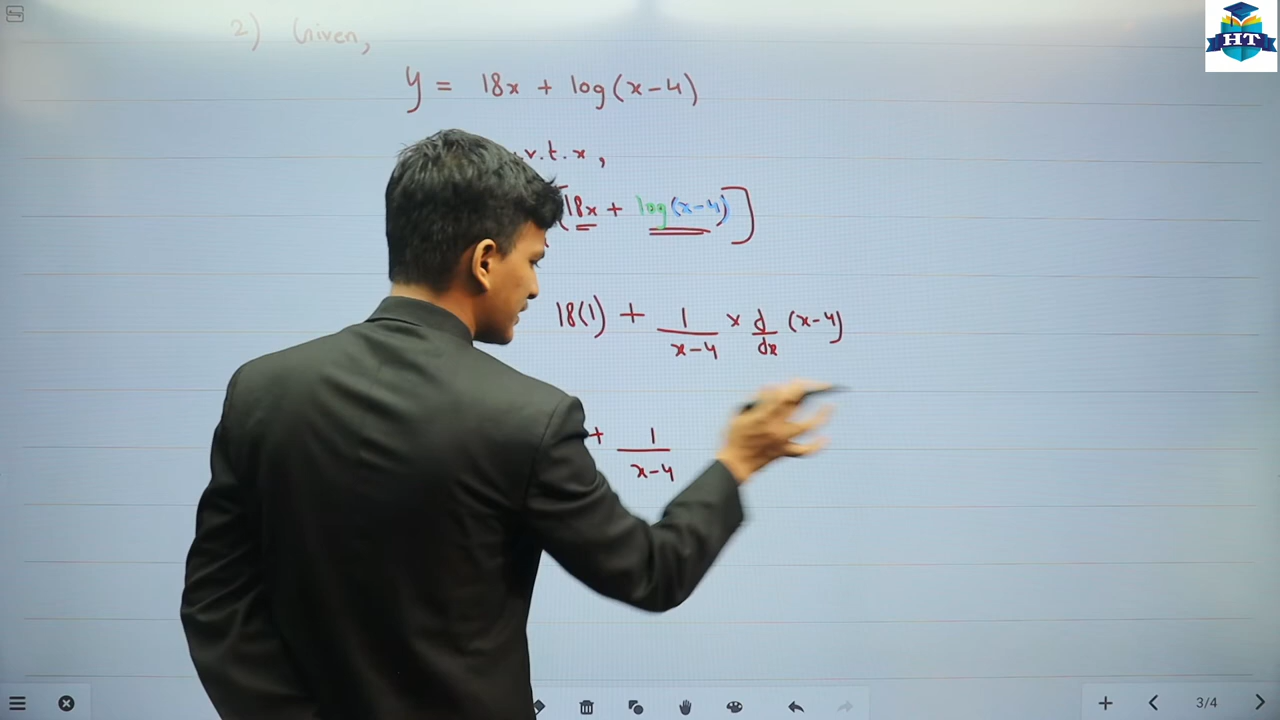 HT
2) Given,
y = 18x + log(x-4)
.r.t. x,
(18x + log(x-4)]
18(1) + 1/(x-4) × d/dx (x-4)
+ 1/(x-4)
3/4